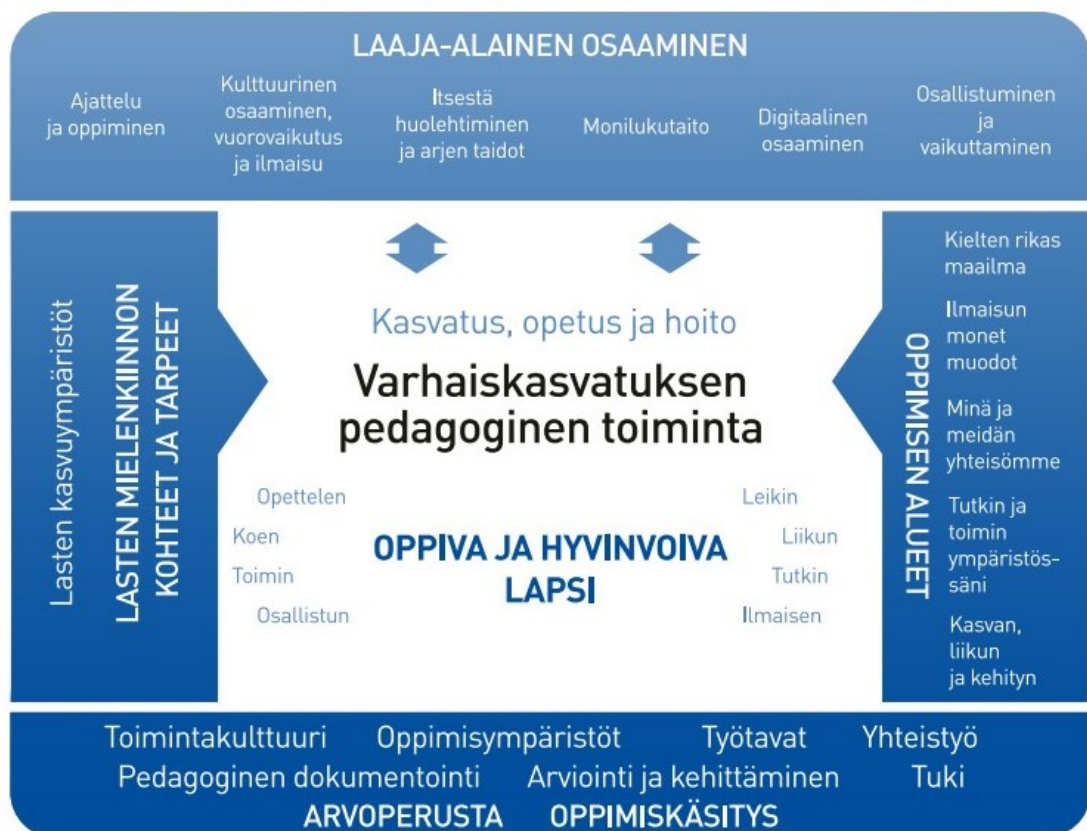 LAAJA-ALAINEN OSAAMINEN
Ajattelu
ja oppiminen
Kulttuurinen
osaaminen,
vuorovaikutus
ja ilmaisu
Itsestä
huolehtiminen
ja arjen taidot
Monilukutaito
Digitaalinen
osaaminen
Osallistuminen
ja
vaikuttaminen
Lasten kasvuympäristöt
LASTEN MIELENKIINNON
KOHTEET JA TARPEET
Kasvatus, opetus ja hoito
Varhaiskasvatuksen
pedagoginen toiminta
Opettelen
Koen
Toimin
Osallistun
OPPIVA JA HYVINVOIVA
LAPSI
Leikin
Liikun
Tutkin
Ilmaisen
OPPIMISEN ALUEET
Kielten rikas
maailma
Ilmaisun
monet
muodot
Minä ja
meidän
yhteisömme
Tutkin ja
toimin
ympäristös-
säni
Kasvan,
liikun
ja kehityn
Toimintakulttuuri Oppimisympäristöt Työtavat Yhteistyö
Pedagoginen dokumentointi Arviointi ja kehittäminen Tuki
ARVOPERUSTA OPPIMISKÄSITYS